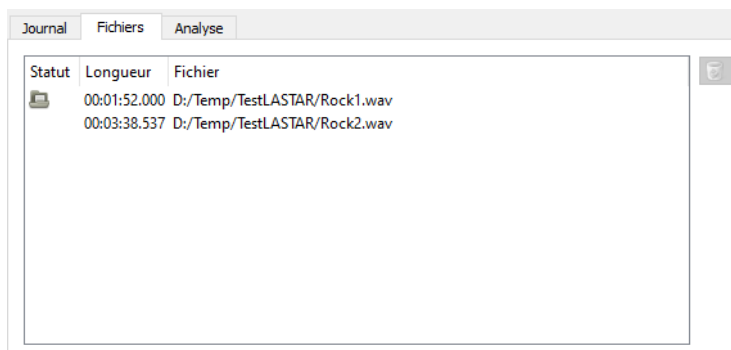 Journal Fichiers Analyse
Statut Longueur Fichier
00:01:52.000 D:/Temp/TestLASTAR/Rock1.wav
00:03:38.537 D:/Temp/TestLASTAR/Rock2.wav